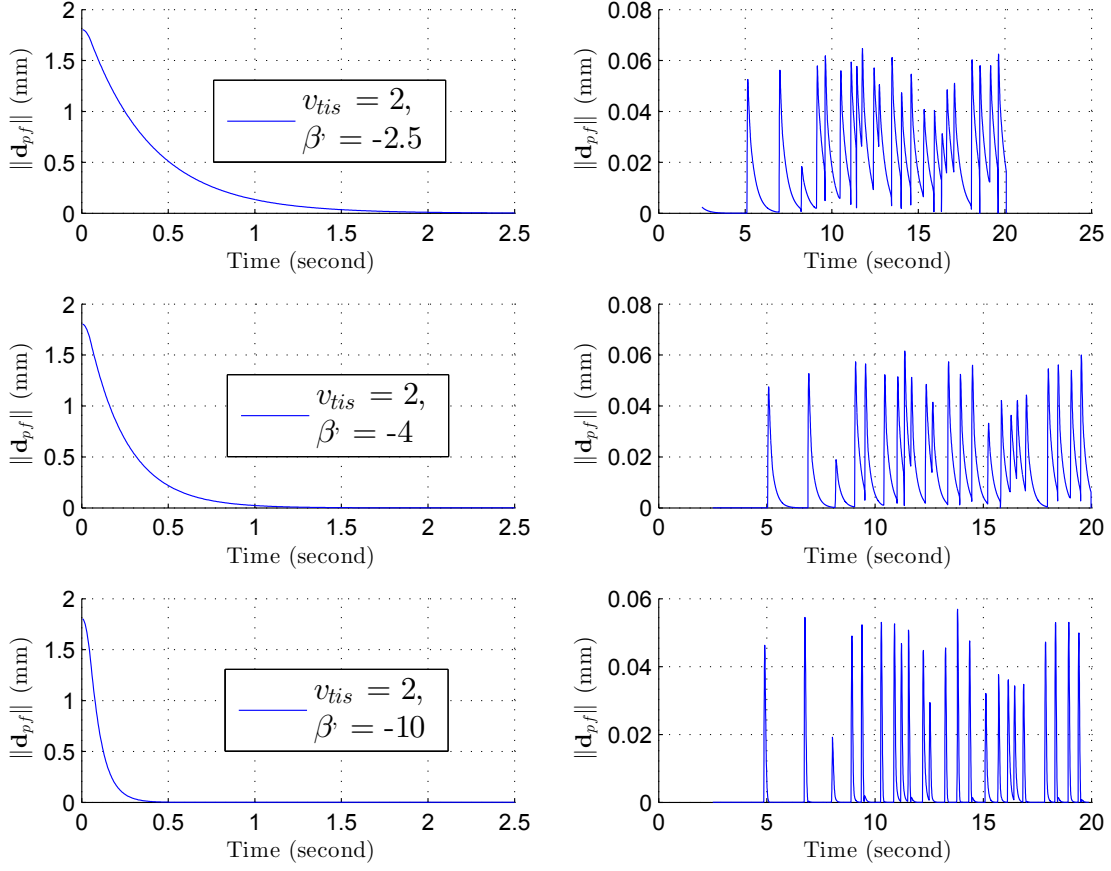 2
1.5
1
0.5
0
‖d_pf‖ (mm)
v_tis = 2,
β' = -2.5
0 0.5 1 1.5 2 2.5
Time (second)
0.08
0.06
0.04
0.02
0
‖d_pf‖ (mm)
0 5 10 15 20 25
Time (second)
2
1.5
1
0.5
0
‖d_pf‖ (mm)
v_tis = 2,
β' = -4
0 0.5 1 1.5 2 2.5
Time (second)
0.08
0.06
0.04
0.02
0
‖d_pf‖ (mm)
0 5 10 15 20
Time (second)
2
1.5
1
0.5
0
‖d_pf‖ (mm)
v_tis = 2,
β' = -10
0 0.5 1 1.5 2 2.5
Time (second)
0.06
0.04
0.02
0
‖d_pf‖ (mm)
0 5 10 15 20
Time (second)